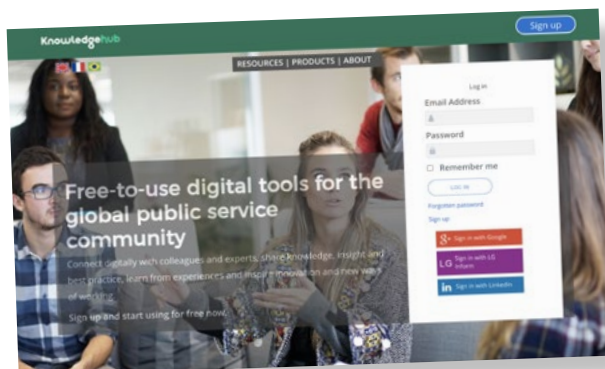 Knowledgehub
Sign up
RESOURCES | PRODUCTS | ABOUT
Log in
Email Address
Password
Remember me
LOG IN
Forgotten password
Sign up
g+ Sign in with Google
LG Sign in with LG
Inform
in Sign in with LinkedIn
Free-to-use digital tools for the
global public service
community
Connect digitally with colleagues and experts, share knowledge, insight and
best practice, learn from experiences and inspire innovation and new ways
of working.
Sign up and start using for free now.